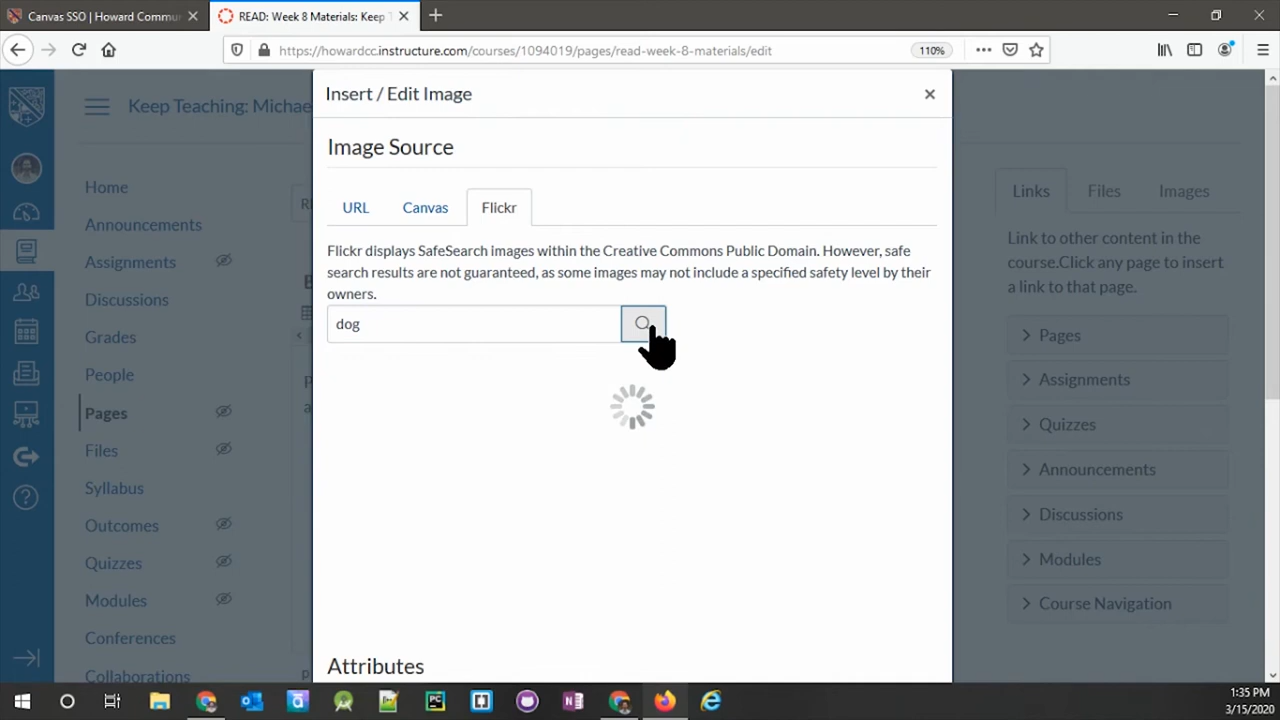 Canvas SSO | Howard Commu
READ: Week 8 Materials: Keep T
https://howardcc.instructure.com/courses/1094019/pages/read-week-8-materials/edit
110%
Keep Teaching: Michae
Home
Announcements
Assignments
Discussions
Grades
People
Pages
Files
Syllabus
Outcomes
Quizzes
Modules
Conferences
Collaborations
Insert / Edit Image
Image Source
URL
Canvas
Flickr
Flickr displays SafeSearch images within the Creative Commons Public Domain. However, safe
search results are not guaranteed, as some images may not include a specified safety level by their
owners.
dog
Attributes
Links
Files
Images
Link to other content in the
course.Click any page to insert
a link to that page.
Pages
Assignments
Quizzes
Announcements
Discussions
Modules
Course Navigation
1:35 PM
3/15/2020